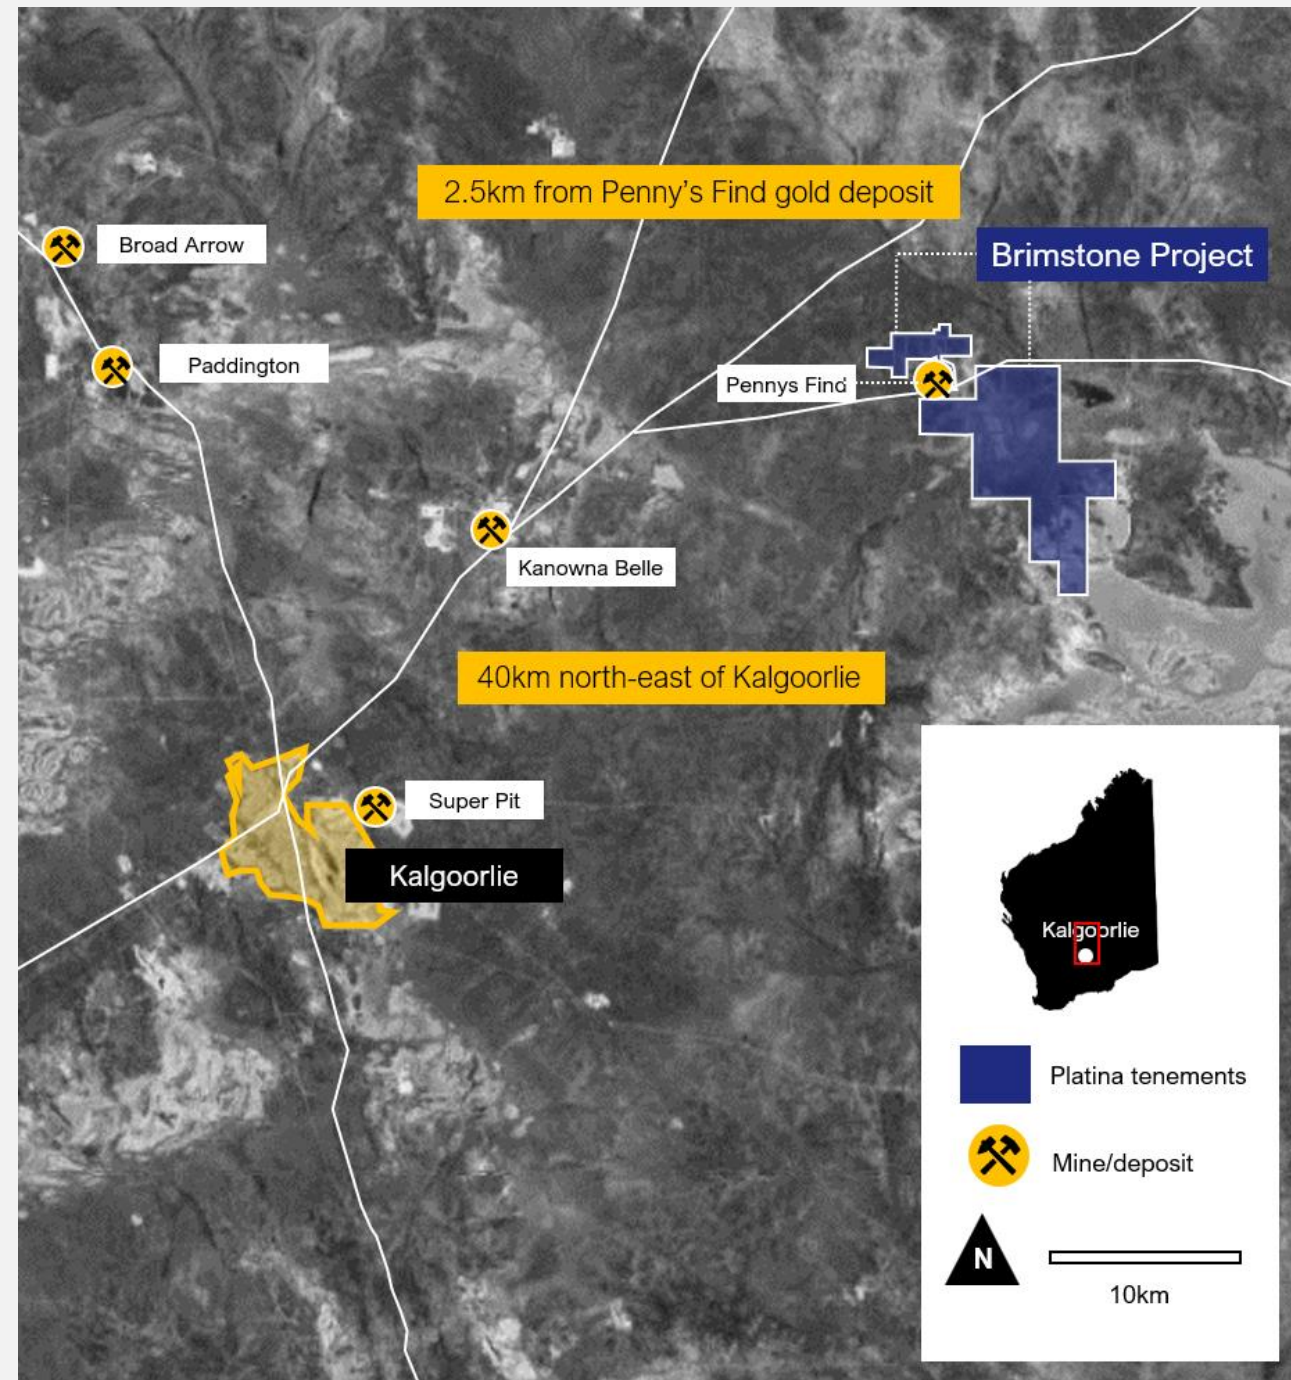 2.5km from Penny's Find gold deposit
Broad Arrow
Brimstone Project
Paddington
Pennys Find
Kanowna Belle
40km north-east of Kalgoorlie
Super Pit
Kalgoorlie
Kalgoorlie
Platina tenements
Mine/deposit
N
10km